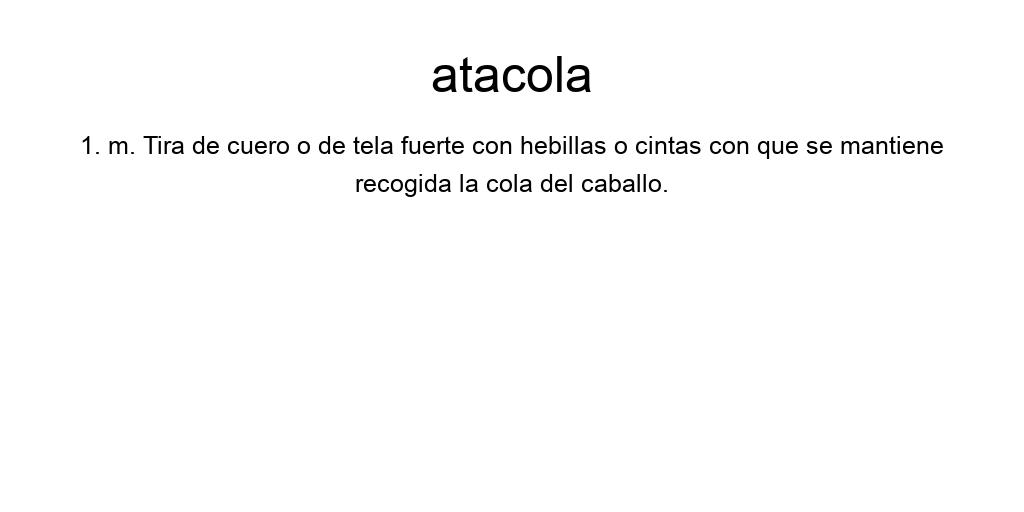 atacola
1. m. Tira de cuero o de tela fuerte con hebillas o cintas con que se mantiene
recogida la cola del caballo.